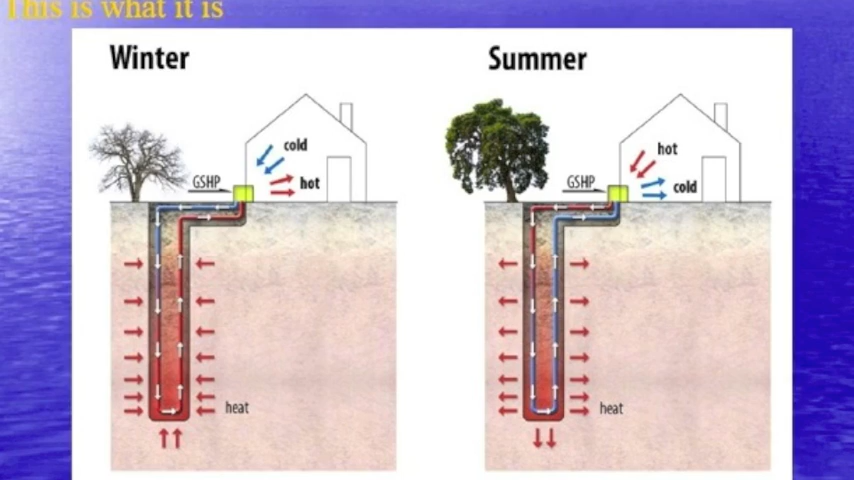 This is what it is
Winter
Summer
cold
hot
GSHP
hot
cold
GSHP
heat
heat